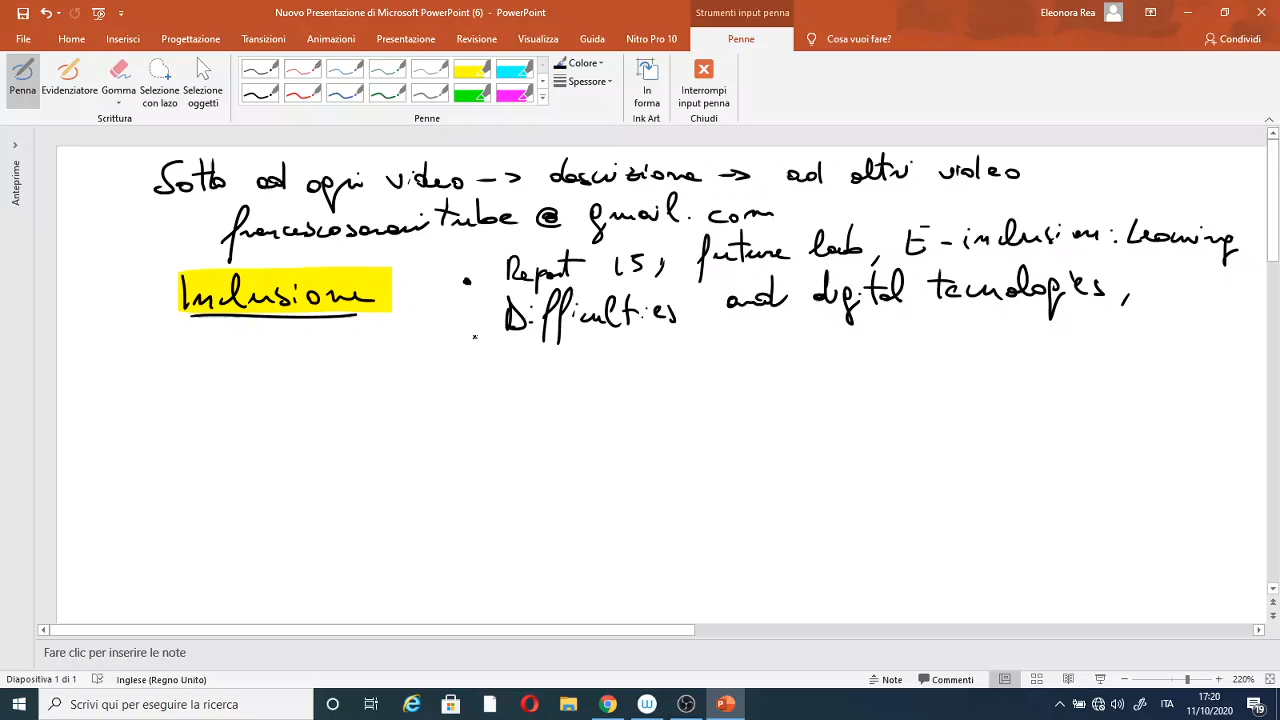 Nuovo Presentazione di Microsoft PowerPoint (6) - PowerPoint
Strumenti input penna
Eleonora Rea
File Home Inserisci Progettazione Transizioni Animazioni Presentazione Revisione Visualizza Guida Nitro Pro 10 Penne Cosa vuoi fare? Condividi
Penna Evidenziatore Gomma Selezione con lazo Selezione oggetti
Colore
Spessore
In forma
Interrompi input penna
Scrittura Penne Ink Art Chiudi
Anteprime
Sotto ad ogni video -> descrizione -> ad altri video
@ gmail. com
Inclusione
• Report 15, future lab, E-inclusion: Learning
Difficulties and digital tecnologies,
Fare clic per inserire le note
Diapositiva 1 di 1 Inglese (Regno Unito) Note Commenti 220%
Scrivi qui per eseguire la ricerca
ITA
17:20
11/10/2020
19